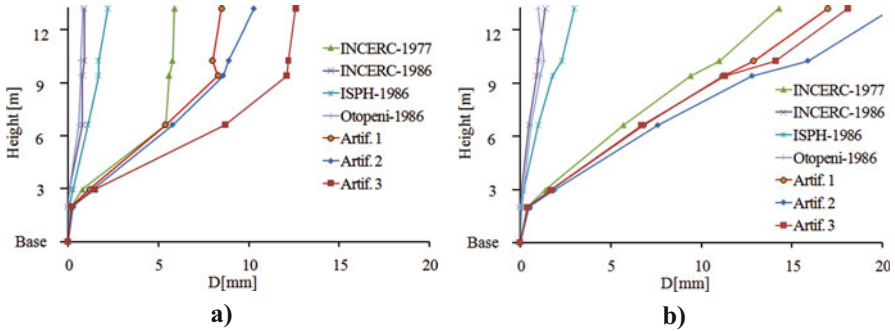 12
9
6
3
Base
Height [m]
0
5
10
15
20
D[mm]
INCERC-1977
INCERC-1986
ISPH-1986
Otopeni-1986
Artif. 1
Artif. 2
Artif. 3
a)
12
9
6
3
Base
Height [m]
0
5
10
15
20
D[mm]
INCERC-1977
INCERC-1986
ISPH-1986
Otopeni-1986
Artif. 1
Artif. 2
Artif. 3
b)